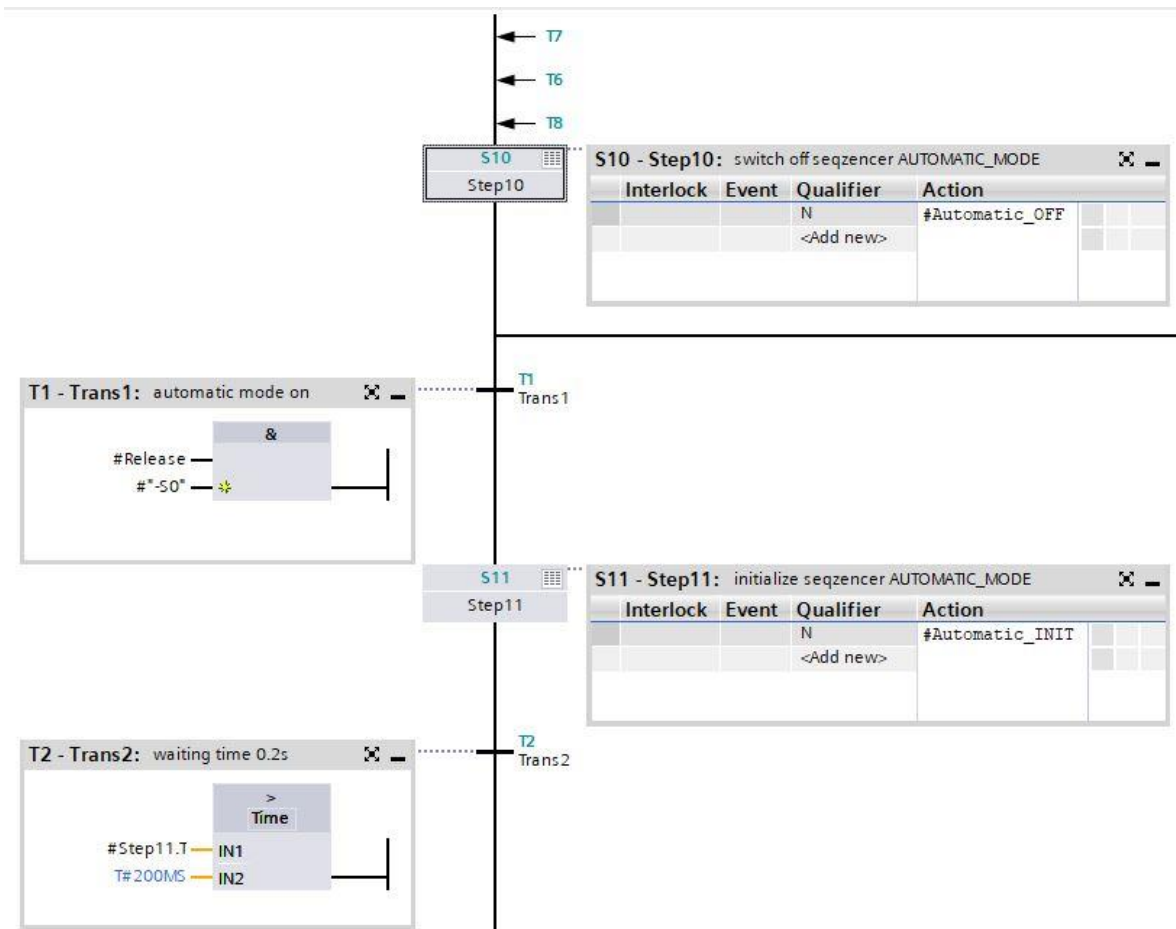 T7
T6
T8
S10
Step10
S10 - Step10: switch off seqzencer AUTOMATIC_MODE
Interlock Event Qualifier Action
N #Automatic_OFF
<Add new>
T1 - Trans1: automatic mode on
T1
Trans1
&
#Release
#"-S0"
S11
Step11
S11 - Step11: initialize seqzencer AUTOMATIC_MODE
Interlock Event Qualifier Action
N #Automatic_INIT
<Add new>
T2 - Trans2: waiting time 0.2s
T2
Trans2
>
Time
#Step11.T IN1
T#200MS IN2